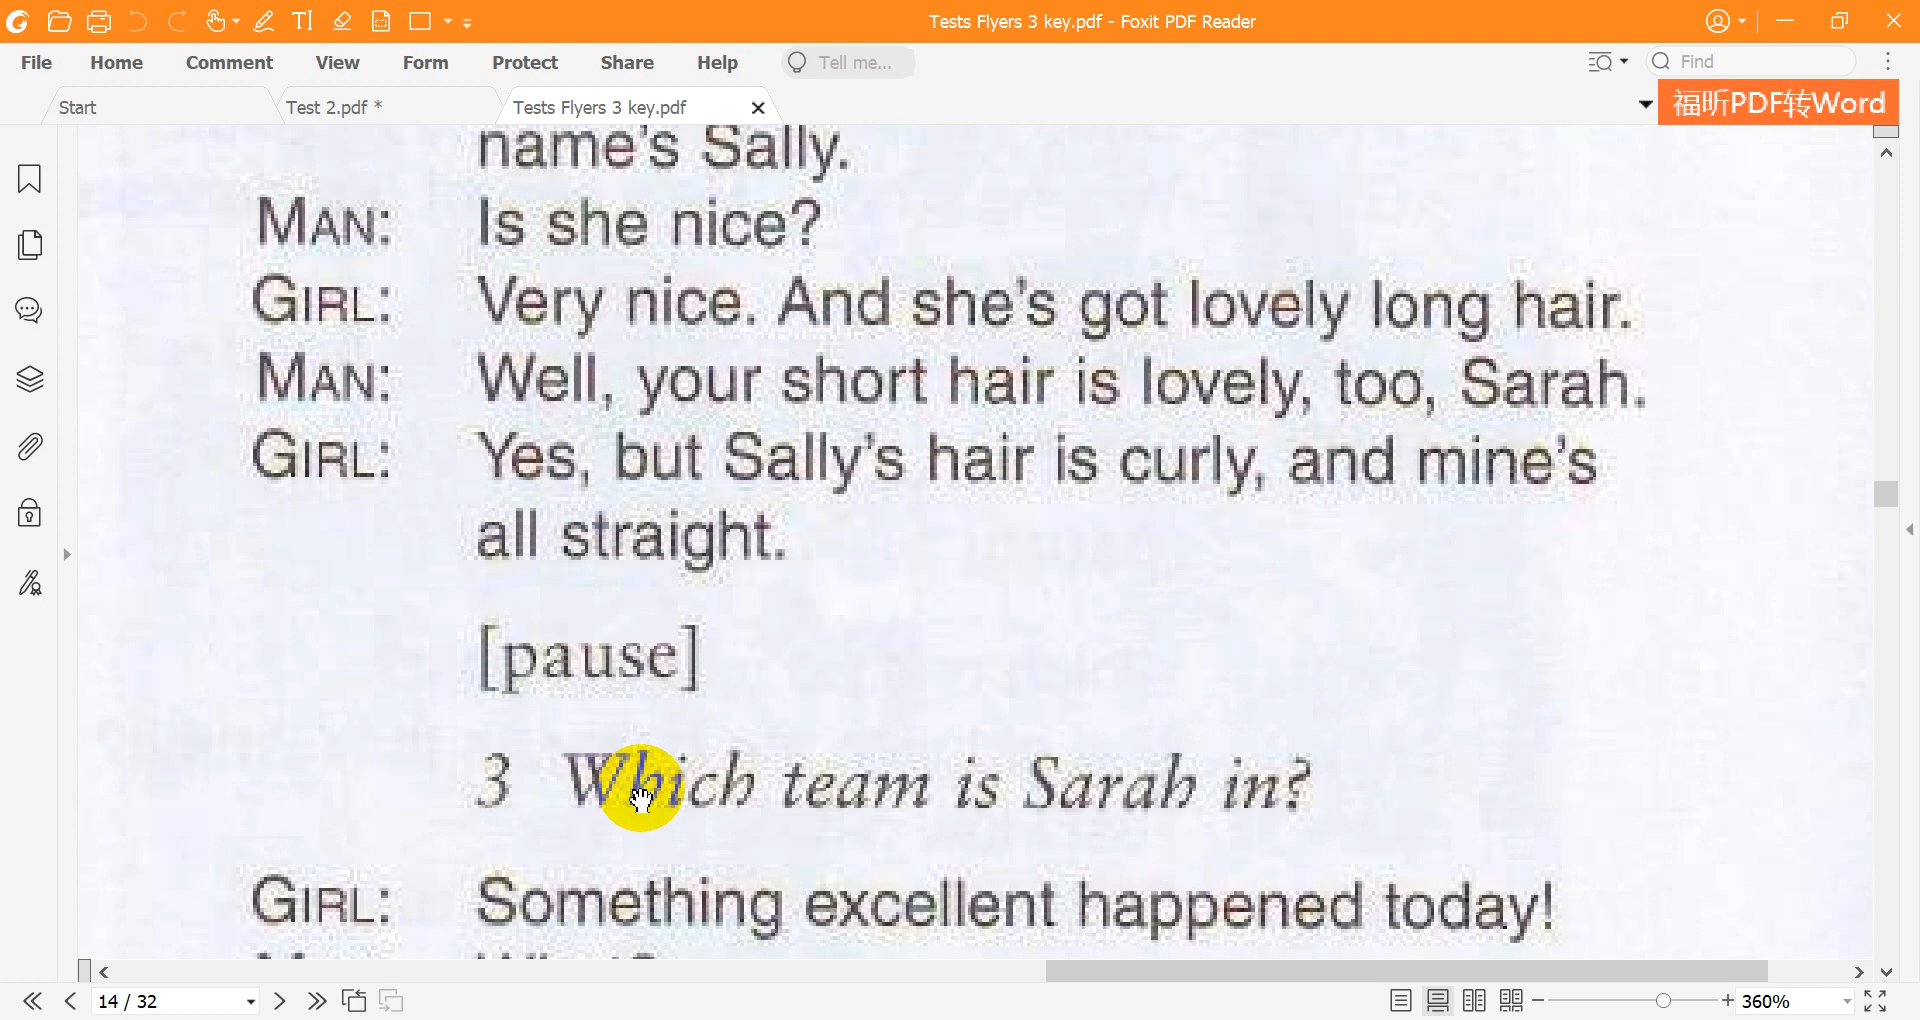 Tests Flyers 3 key.pdf - Foxit PDF Reader
File Home Comment View Form Protect Share Help Tell me... Find
Start Test 2.pdf * Tests Flyers 3 key.pdf 福昕PDF转Word
name's Sally.
MAN: Is she nice?
GIRL: Very nice. And she's got lovely long hair.
MAN: Well, your short hair is lovely, too, Sarah.
GIRL: Yes, but Sally's hair is curly, and mine's
all straight.
[pause]
3 Which team is Sarah in?
GIRL: Something excellent happened today!
14 / 32 360%